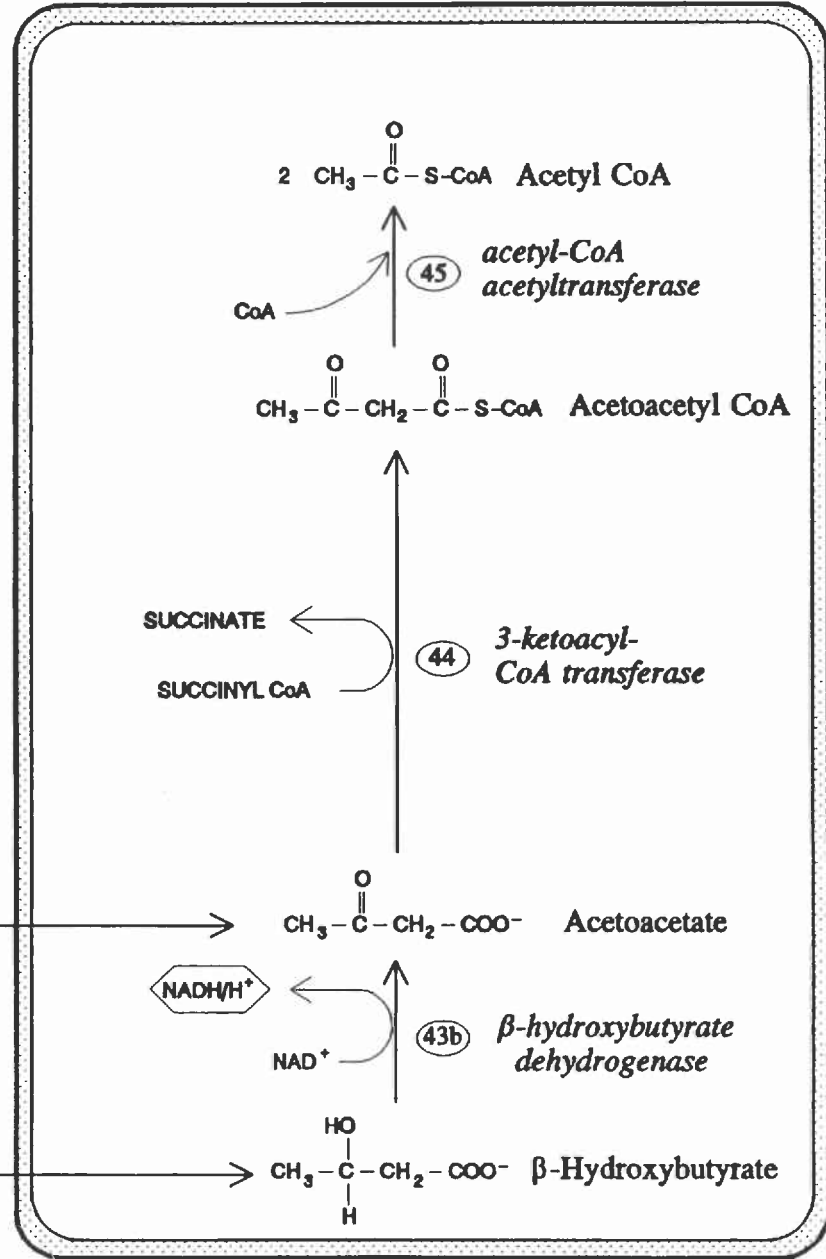 O
||
2 CH₃ – C – S-CoA Acetyl CoA
45 acetyl-CoA
acetyltransferase
CoA
O O
|| ||
CH₃ – C – CH₂ – C – S-CoA Acetoacetyl CoA
SUCCINATE
44 3-ketoacyl-
CoA transferase
SUCCINYL CoA
O
||
CH₃ – C – CH₂ – COO⁻ Acetoacetate
NADH/H⁺
43b β-hydroxybutyrate
dehydrogenase
NAD⁺
HO
|
CH₃ – C – CH₂ – COO⁻ β-Hydroxybutyrate
|
H